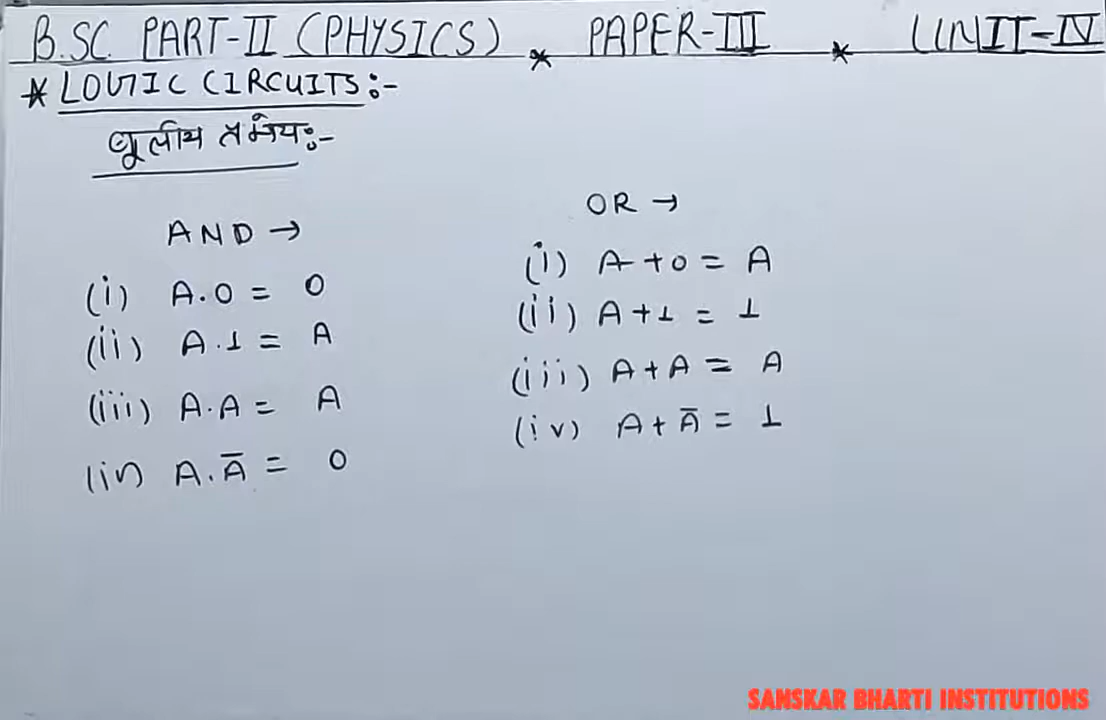 B.SC. PART-II (PHYSICS) * PAPER-III * UNIT-IV
* LOGIC CIRCUITS :-
बूलीय समिय :-
AND →
(i) A.0 = 0
(ii) A.1 = A
(iii) A.A = A
(iv) A.Ā = 0
OR →
(i) A+0 = A
(ii) A+1 = 1
(iii) A+A = A
(iv) A+Ā = 1
SANSKAR BHARTI INSTITUTIONS